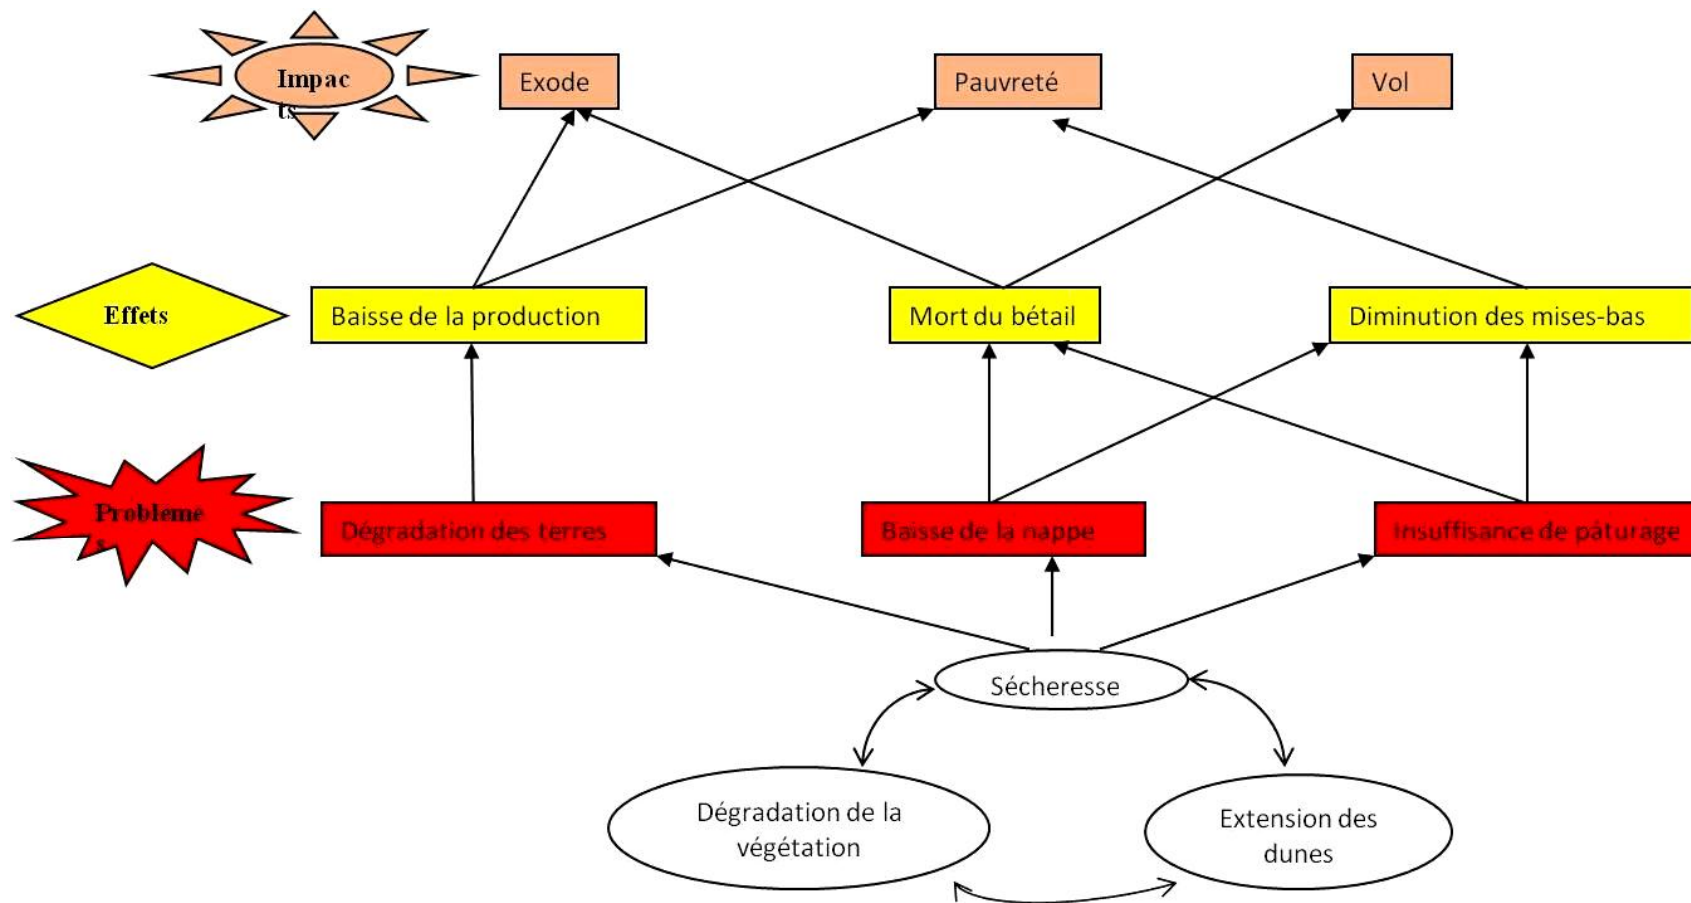 Impac
ts
Exode
Pauvreté
Vol
Effets
Baisse de la production
Mort du bétail
Diminution des mises-bas
Probleme
s
Dégradation des terres
Baisse de la nappe
Insuffisance de pâturage
Sécheresse
Dégradation de la
végétation
Extension des
dunes